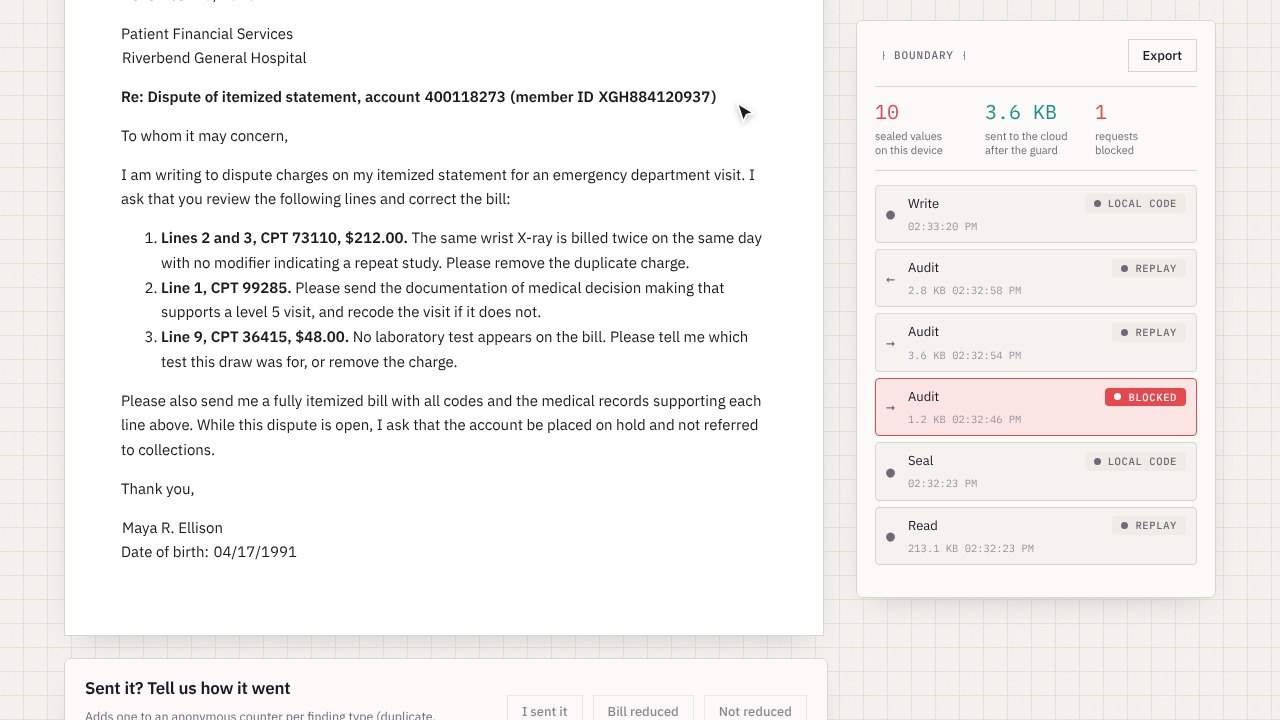 Patient Financial Services
Riverbend General Hospital
Re: Dispute of itemized statement, account 400118273 (member ID XGH884120937)
To whom it may concern,
I am writing to dispute charges on my itemized statement for an emergency department visit. I
ask that you review the following lines and correct the bill:
1. Lines 2 and 3, CPT 73110, $212.00. The same wrist X-ray is billed twice on the same day
with no modifier indicating a repeat study. Please remove the duplicate charge.
2. Line 1, CPT 99285. Please send the documentation of medical decision making that
supports a level 5 visit, and recode the visit if it does not.
3. Line 9, CPT 36415, $48.00. No laboratory test appears on the bill. Please tell me which
test this draw was for, or remove the charge.
Please also send me a fully itemized bill with all codes and the medical records supporting each
line above. While this dispute is open, I ask that the account be placed on hold and not referred
to collections.
Thank you,
Maya R. Ellison
Date of birth: 04/17/1991
Sent it? Tell us how it went
Adds one to an anonymous counter per finding type (duplicate,
I sent it
Bill reduced
Not reduced
BOUNDARY
Export
10
sealed values
on this device
3.6 KB
sent to the cloud
after the guard
1
requests
blocked
Write
LOCAL CODE
02:33:20 PM
← Audit
REPLAY
2.8 KB 02:32:58 PM
→ Audit
REPLAY
3.6 KB 02:32:54 PM
→ Audit
BLOCKED
1.2 KB 02:32:46 PM
Seal
LOCAL CODE
02:32:23 PM
Read
REPLAY
213.1 KB 02:32:23 PM